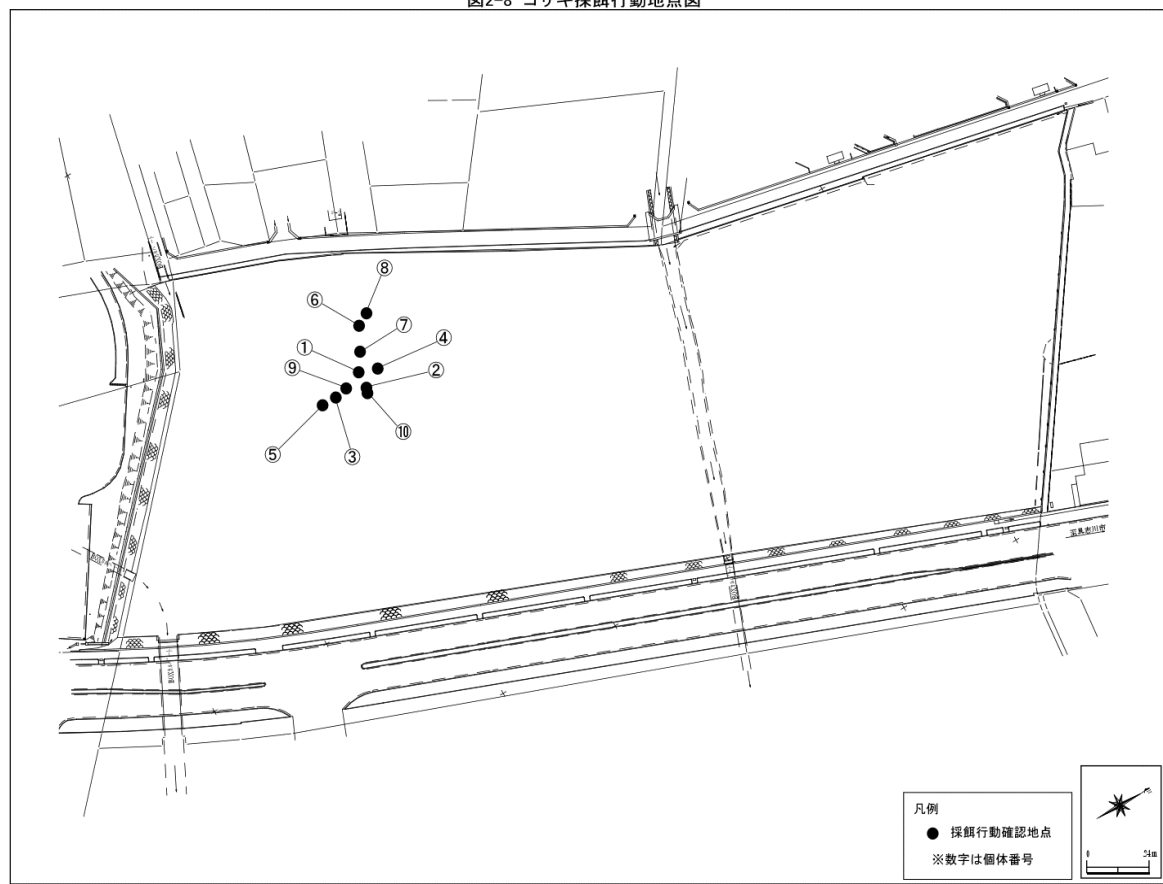 図2-8 コサギ採餌行動地点図
⑧
⑥
⑦
①
④
⑨
②
⑩
⑤
③
凡例
● 採餌行動確認地点
※数字は個体番号
0 24m